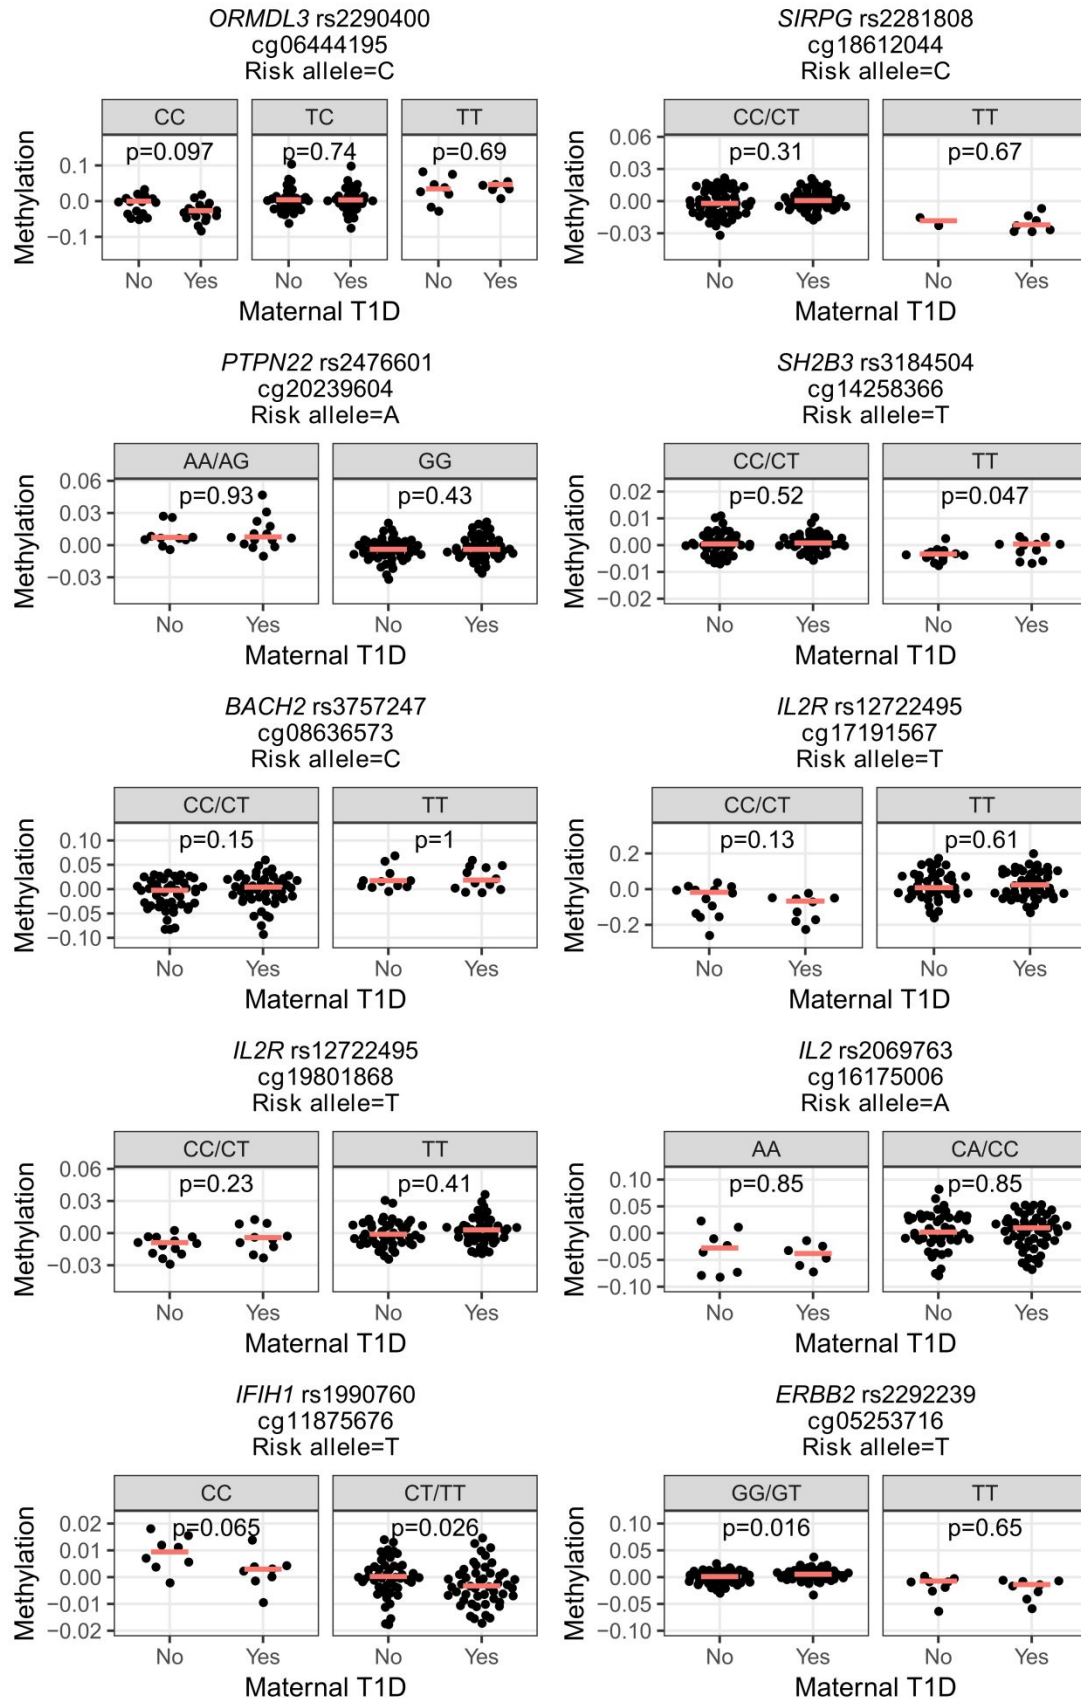 ORMDL3 rs2290400
cg06444195
Risk allele=C
CC TC TT
p=0.097 p=0.74 p=0.69
Methylation
0.1
0.0
−0.1
No Yes No Yes No Yes
Maternal T1D
SIRPG rs2281808
cg18612044
Risk allele=C
CC/CT TT
p=0.31 p=0.67
Methylation
0.06
0.03
0.00
−0.03
No Yes No Yes
Maternal T1D
PTPN22 rs2476601
cg20239604
Risk allele=A
AA/AG GG
p=0.93 p=0.43
Methylation
0.06
0.03
0.00
−0.03
No Yes No Yes
Maternal T1D
SH2B3 rs3184504
cg14258366
Risk allele=T
CC/CT TT
p=0.52 p=0.047
Methylation
0.02
0.01
0.00
−0.01
−0.02
No Yes No Yes
Maternal T1D
BACH2 rs3757247
cg08636573
Risk allele=C
CC/CT TT
p=0.15 p=1
Methylation
0.10
0.05
0.00
−0.05
−0.10
No Yes No Yes
Maternal T1D
IL2R rs12722495
cg17191567
Risk allele=T
CC/CT TT
p=0.13 p=0.61
Methylation
0.2
0.0
−0.2
No Yes No Yes
Maternal T1D
IL2R rs12722495
cg19801868
Risk allele=T
CC/CT TT
p=0.23 p=0.41
Methylation
0.06
0.03
0.00
−0.03
No Yes No Yes
Maternal T1D
IL2 rs2069763
cg16175006
Risk allele=A
AA CA/CC
p=0.85 p=0.85
Methylation
0.10
0.05
0.00
−0.05
−0.10
No Yes No Yes
Maternal T1D
IFIH1 rs1990760
cg11875676
Risk allele=T
CC CT/TT
p=0.065 p=0.026
Methylation
0.02
0.01
0.00
−0.01
−0.02
No Yes No Yes
Maternal T1D
ERBB2 rs2292239
cg05253716
Risk allele=T
GG/GT TT
p=0.016 p=0.65
Methylation
0.10
0.05
0.00
−0.05
−0.10
No Yes No Yes
Maternal T1D